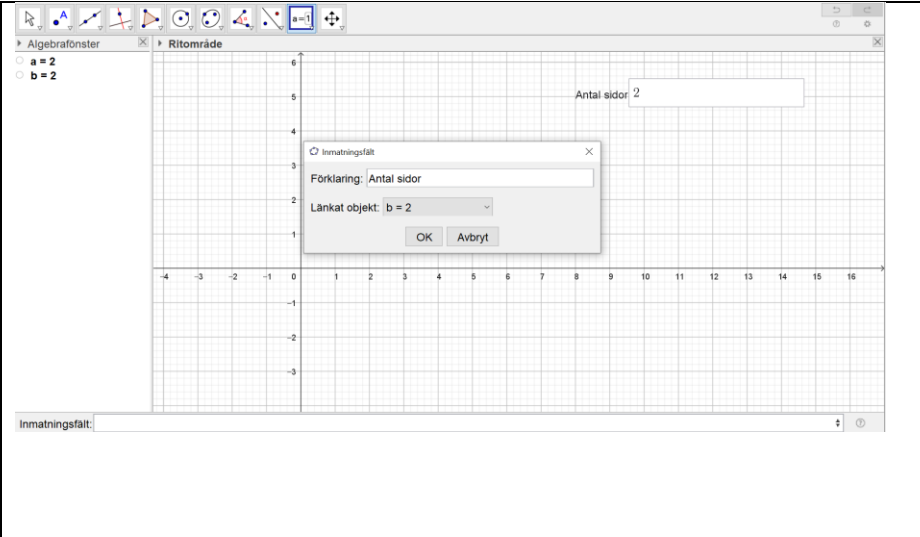 A
a=1
Algebrafönster
Ritområde
a = 2
b = 2
Antal sidor 2
Inmatningsfält
Förklaring: Antal sidor
Länkat objekt: b = 2
OK Avbryt
6
5
4
3
2
1
−4 −3 −2 −1 0 1 2 3 4 5 6 7 8 9 10 11 12 13 14 15 16
−1
−2
−3
Inmatningsfält: